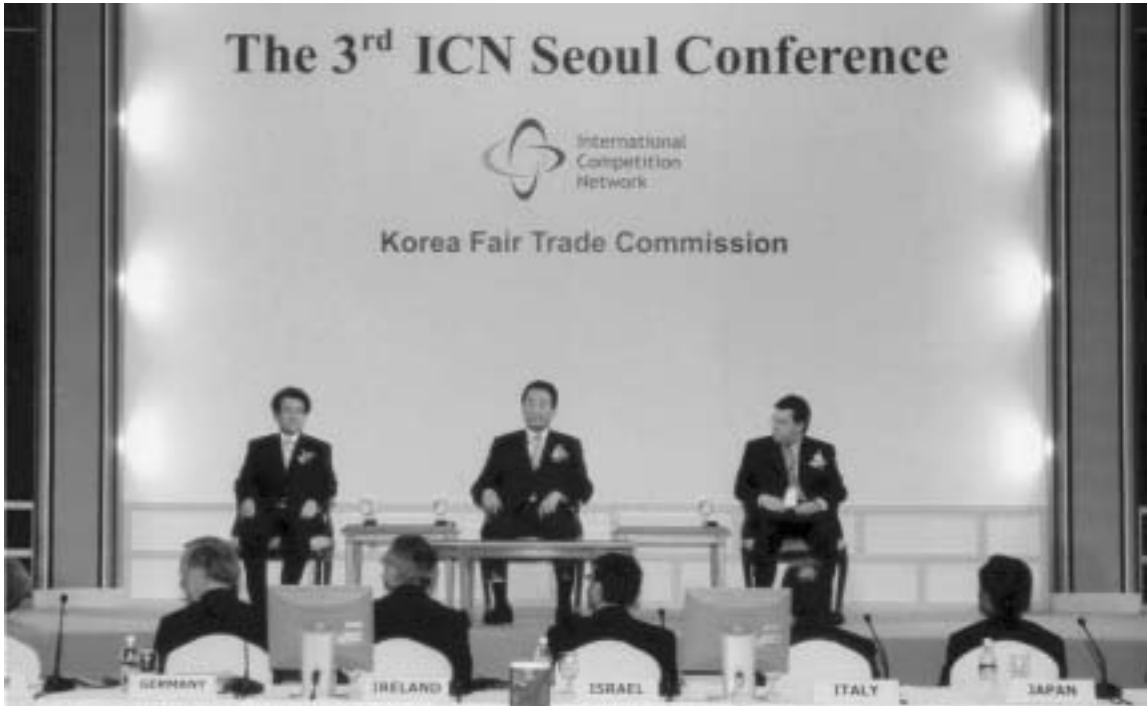 The 3rd ICN Seoul Conference
International
Competition
Network
Korea Fair Trade Commission
GERMANY
IRELAND
ISRAEL
ITALY
JAPAN